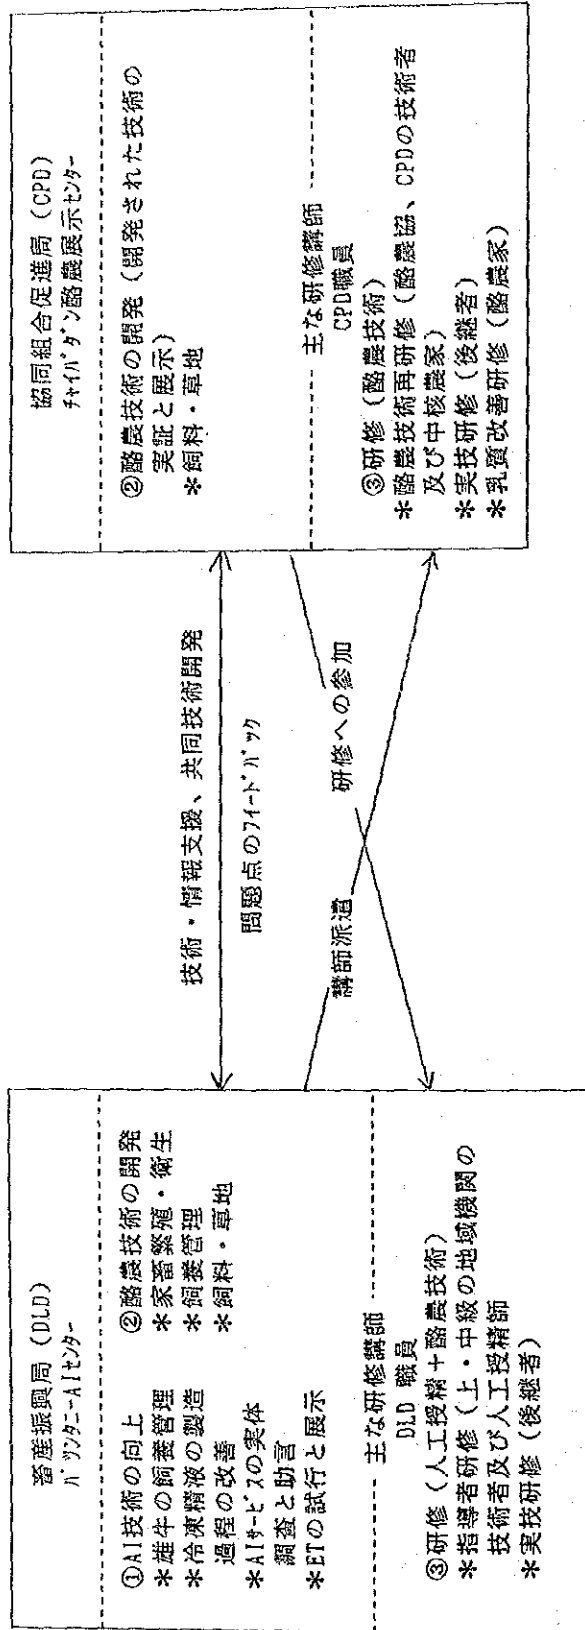 畜産振興局(DLD)
パツンタニーAIセンター
①AI技術の向上
＊雄牛の飼養管理
＊冷凍精液の製造
過程の改善
＊AIサービスの実体
調査と助言
＊ETの試行と展示
②酪農技術の開発
＊家畜繁殖・衛生
＊飼養管理
＊飼料・草地
主な研修講師
DLD 職員
③研修(人工授精+酪農技術)
＊指導者研修(上・中級の地域機関の
技術者及び人工授精師
＊実技研修(後継者)
技術・情報支援、共同技術開発
問題点のフィードバック
講師派遣
研修への参加
協同組合促進局(CPD)
チャイバダン酪農展示センター
②酪農技術の開発(開発された技術の
実証と展示)
＊飼料・草地
主な研修講師
CPD職員
③研修(酪農技術)
＊酪農技術再研修(酪農協、CPDの技術者
及び中核農家)
＊実技研修(後継者)
＊乳質改善研修(酪農家)